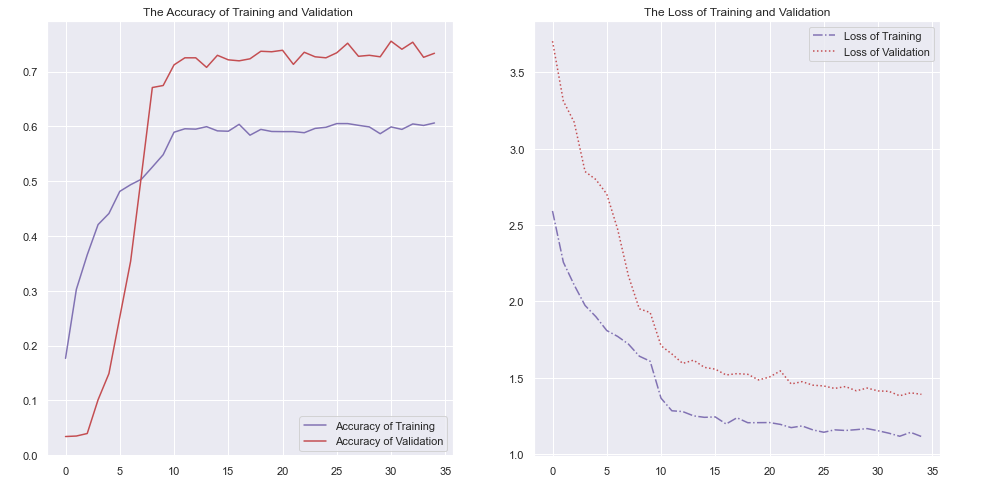 The Accuracy of Training and Validation
0.7
0.6
0.5
0.4
0.3
0.2
0.1
0.0
Accuracy of Training
Accuracy of Validation
0 5 10 15 20 25 30 35
The Loss of Training and Validation
Loss of Training
Loss of Validation
3.5
3.0
2.5
2.0
1.5
1.0
0 5 10 15 20 25 30 35